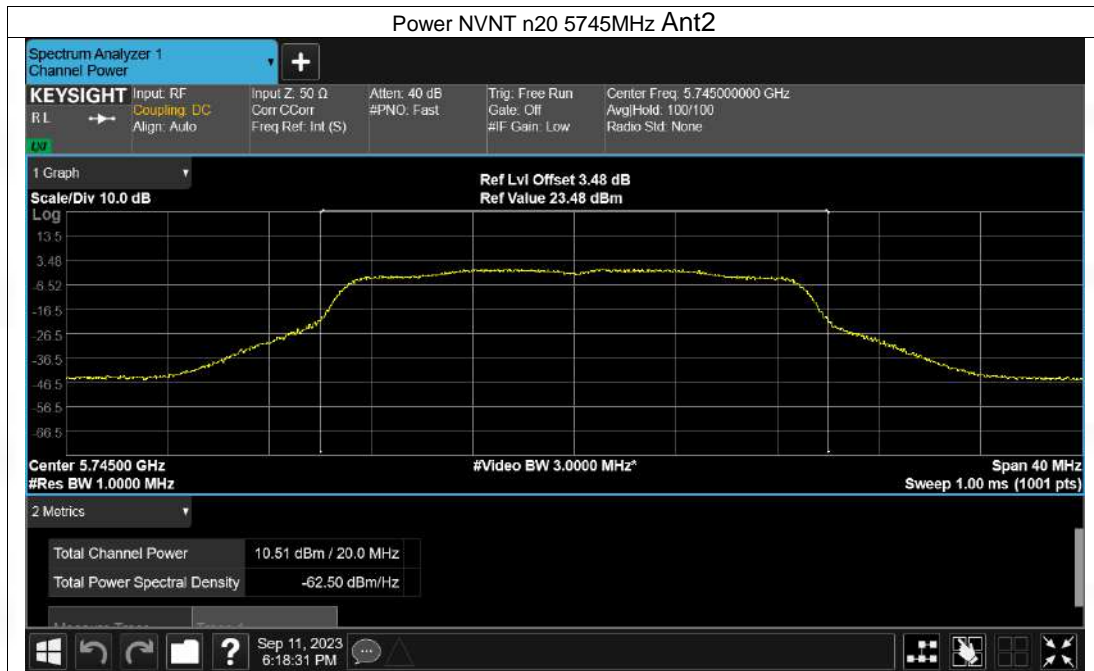 Power NVNT n20 5745MHz Ant2
Spectrum Analyzer 1
Channel Power
KEYSIGHT
R L
LXI
Input: RF
Coupling: DC
Align: Auto
Input Z: 50 Ω
Corr CCorr
Freq Ref: Int (S)
Atten: 40 dB
#PNO: Fast
Trig: Free Run
Gate: Off
#IF Gain: Low
Center Freq: 5.745000000 GHz
Avg|Hold: 100/100
Radio Std: None
1 Graph
Scale/Div 10.0 dB
Ref Lvl Offset 3.48 dB
Ref Value 23.48 dBm
Log
13.5
3.48
-6.52
-16.5
-26.5
-36.5
-46.5
-56.5
-66.5
Center 5.74500 GHz
#Res BW 1.0000 MHz
#Video BW 3.0000 MHz*
Span 40 MHz
Sweep 1.00 ms (1001 pts)
2 Metrics
Total Channel Power 10.51 dBm / 20.0 MHz
Total Power Spectral Density -62.50 dBm/Hz
?
Sep 11, 2023
6:18:31 PM